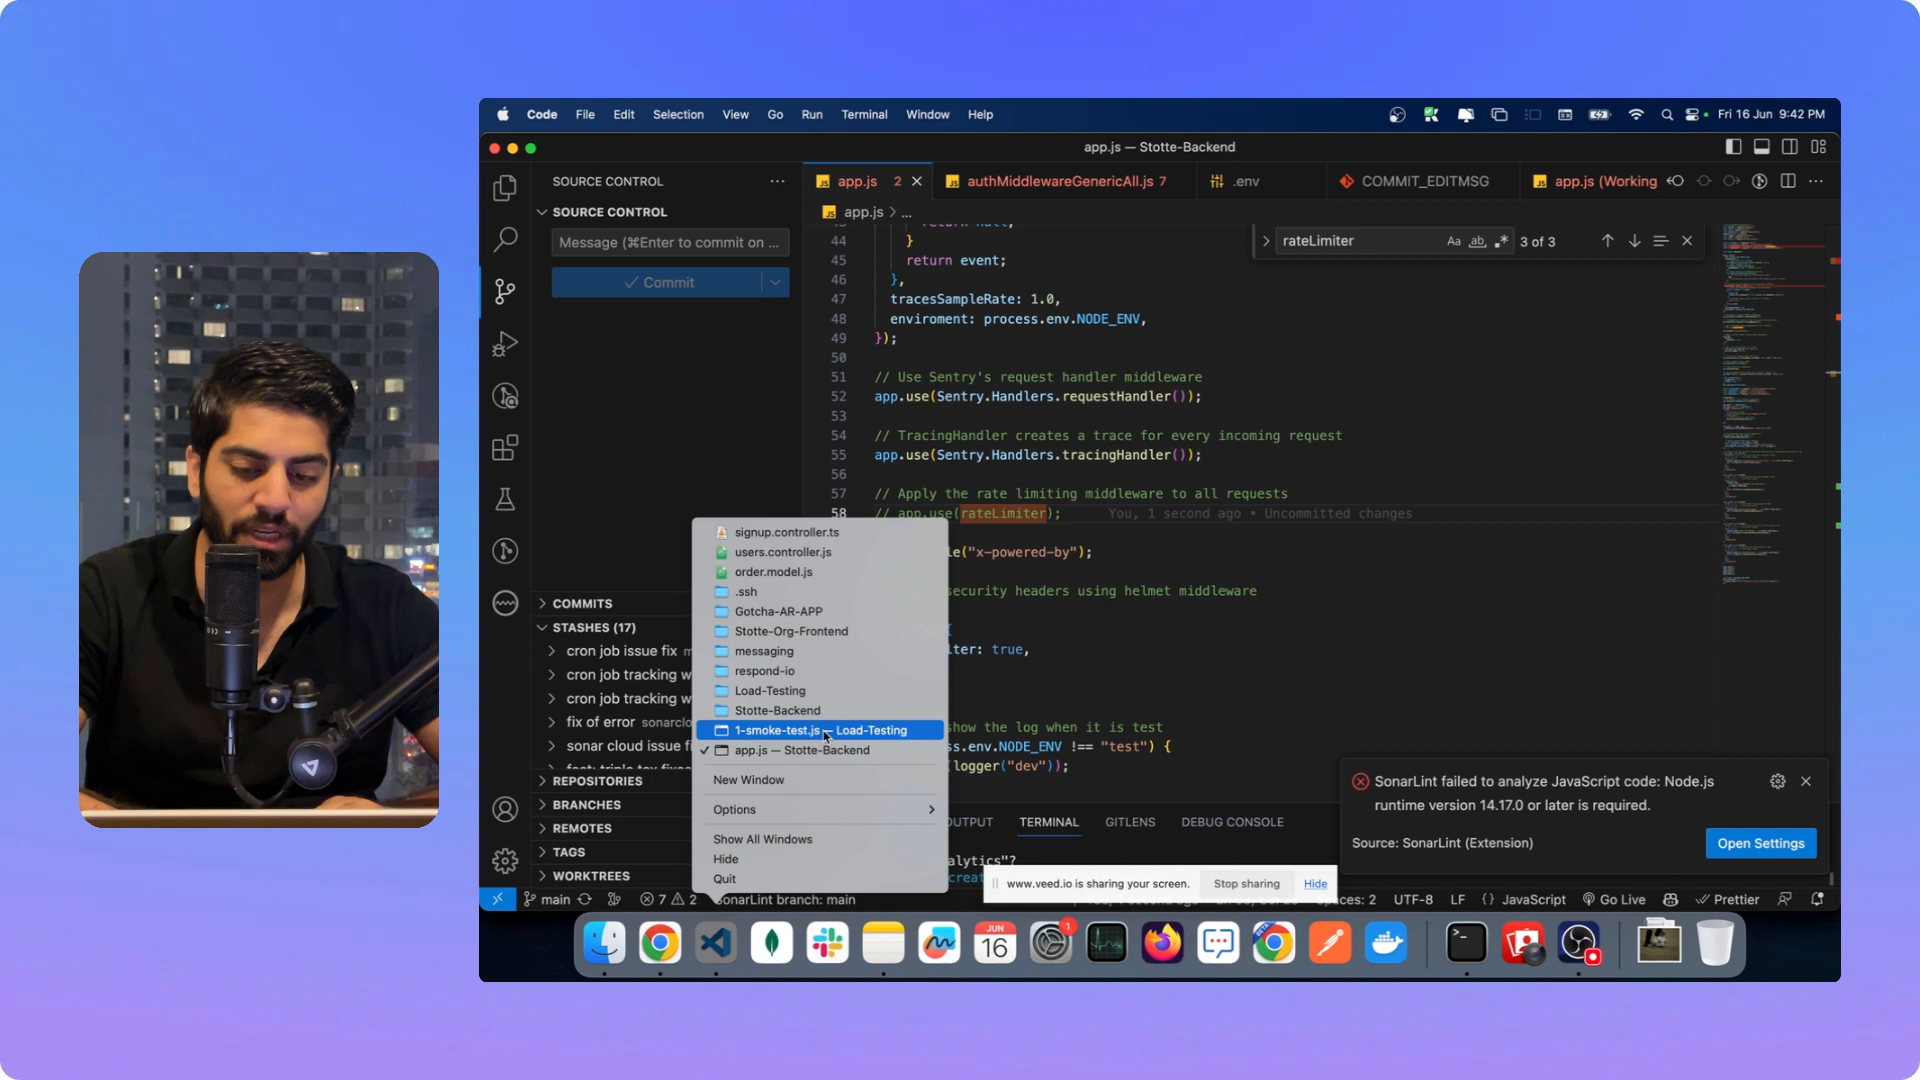 Code File Edit Selection View Go Run Terminal Window Help
Fri 16 Jun 9:42 PM
app.js — Stotte-Backend
SOURCE CONTROL
SOURCE CONTROL
Message (⌘Enter to commit on ...
Commit
COMMITS
STASHES (17)
cron job issue fix
cron job tracking w
cron job tracking w
fix of error sonarclo
sonar cloud issue fi
REPOSITORIES
BRANCHES
REMOTES
TAGS
WORKTREES
app.js 2
authMiddlewareGenericAll.js 7
.env
COMMIT_EDITMSG
app.js (Working
app.js > ...
rateLimiter
Aa ab 3 of 3
44 }
45 return event;
46 },
47 tracesSampleRate: 1.0,
48 enviroment: process.env.NODE_ENV,
49 });
50
51 // Use Sentry's request handler middleware
52 app.use(Sentry.Handlers.requestHandler());
53
54 // TracingHandler creates a trace for every incoming request
55 app.use(Sentry.Handlers.tracingHandler());
56
57 // Apply the rate limiting middleware to all requests
58 // app.use(rateLimiter); You, 1 second ago • Uncommitted changes
le("x-powered-by");
security headers using helmet middleware
{
lter: true,
show the log when it is test
ss.env.NODE_ENV !== "test") {
(logger("dev"));
signup.controller.ts
users.controller.js
order.model.js
.ssh
Gotcha-AR-APP
Stotte-Org-Frontend
messaging
respond-io
Load-Testing
Stotte-Backend
1-smoke-test.js — Load-Testing
✓ app.js — Stotte-Backend
New Window
Options
Show All Windows
Hide
Quit
OUTPUT TERMINAL GITLENS DEBUG CONSOLE
alytics"?
creat
SonarLint failed to analyze JavaScript code: Node.js
runtime version 14.17.0 or later is required.
Source: SonarLint (Extension)
Open Settings
www.veed.io is sharing your screen.
Stop sharing
Hide
main 7 2 SonarLint branch: main
Spaces: 2 UTF-8 LF {} JavaScript Go Live Prettier
JUN
16
1
BETA